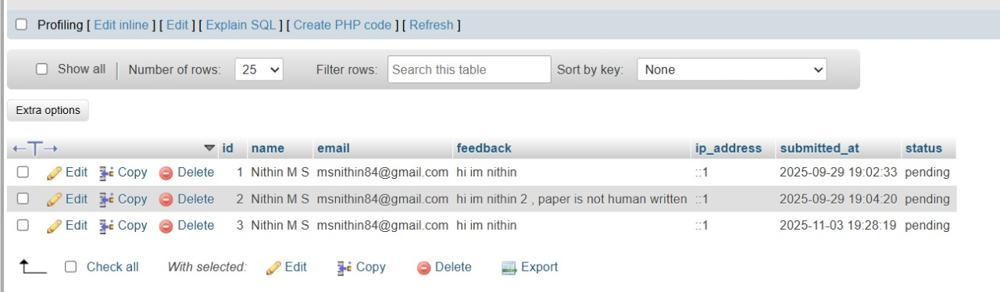 Profiling [ Edit inline ] [ Edit ] [ Explain SQL ] [ Create PHP code ] [ Refresh ]
Show all Number of rows: 25 Filter rows: Search this table Sort by key: None
Extra options
←T→ id name email feedback ip_address submitted_at status
Edit Copy Delete 1 Nithin M S msnithin84@gmail.com hi im nithin ::1 2025-09-29 19:02:33 pending
Edit Copy Delete 2 Nithin M S msnithin84@gmail.com hi im nithin 2 , paper is not human written ::1 2025-09-29 19:04:20 pending
Edit Copy Delete 3 Nithin M S msnithin84@gmail.com hi im nithin ::1 2025-11-03 19:28:19 pending
Check all With selected: Edit Copy Delete Export